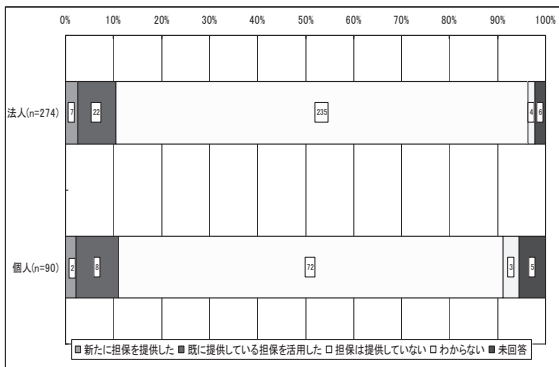 0% 10% 20% 30% 40% 50% 60% 70% 80% 90% 100%
法人(n=274) 7 22 235 4 6
個人(n=90) 2 8 72 3 5
新たに担保を提供した 既に提供している担保を活用した 担保は提供していない わからない 未回答